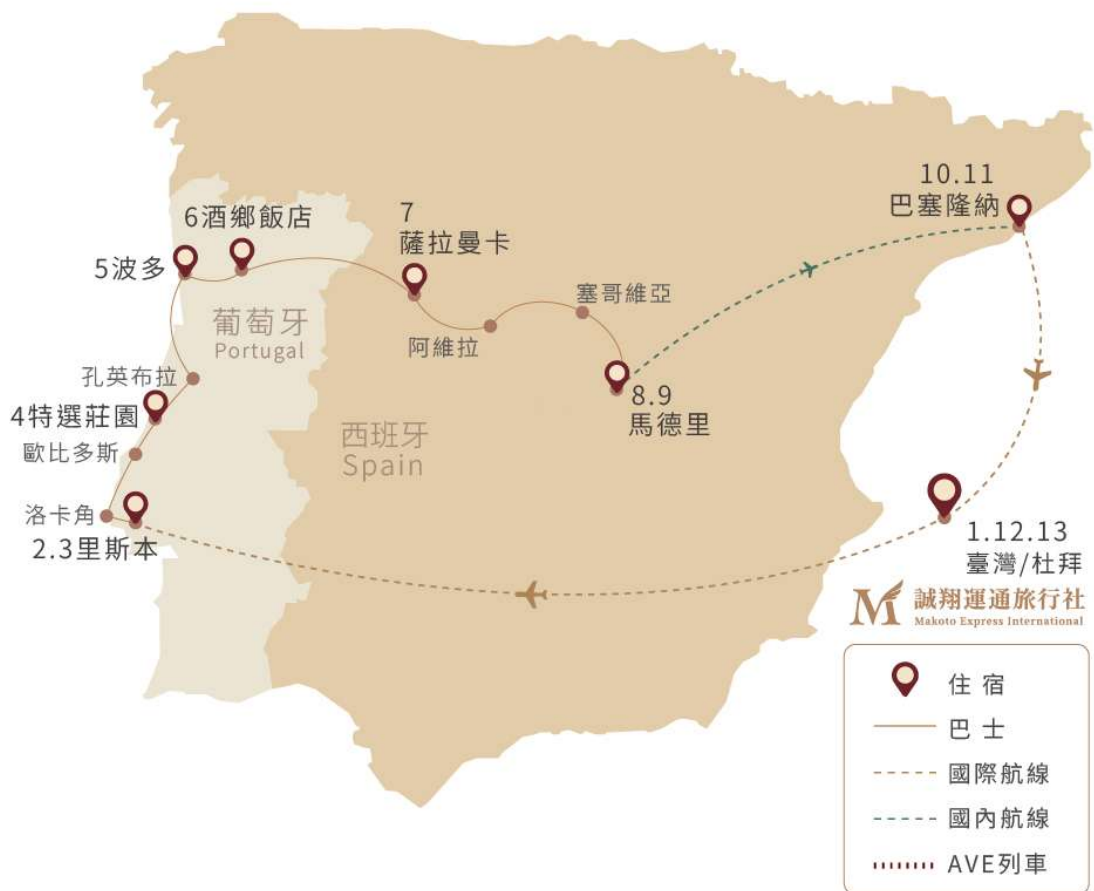 10.11
巴塞隆納
6酒鄉飯店
7
薩拉曼卡
5波多
塞哥維亞
葡萄牙
Portugal
阿維拉
孔英布拉
8.9
馬德里
4特選莊園
西班牙
Spain
歐比多斯
洛卡角
2.3里斯本
1.12.13
臺灣/杜拜
M 誠翔運通旅行社
Makoto Express International
住宿
巴士
國際航線
國內航線
AVE列車